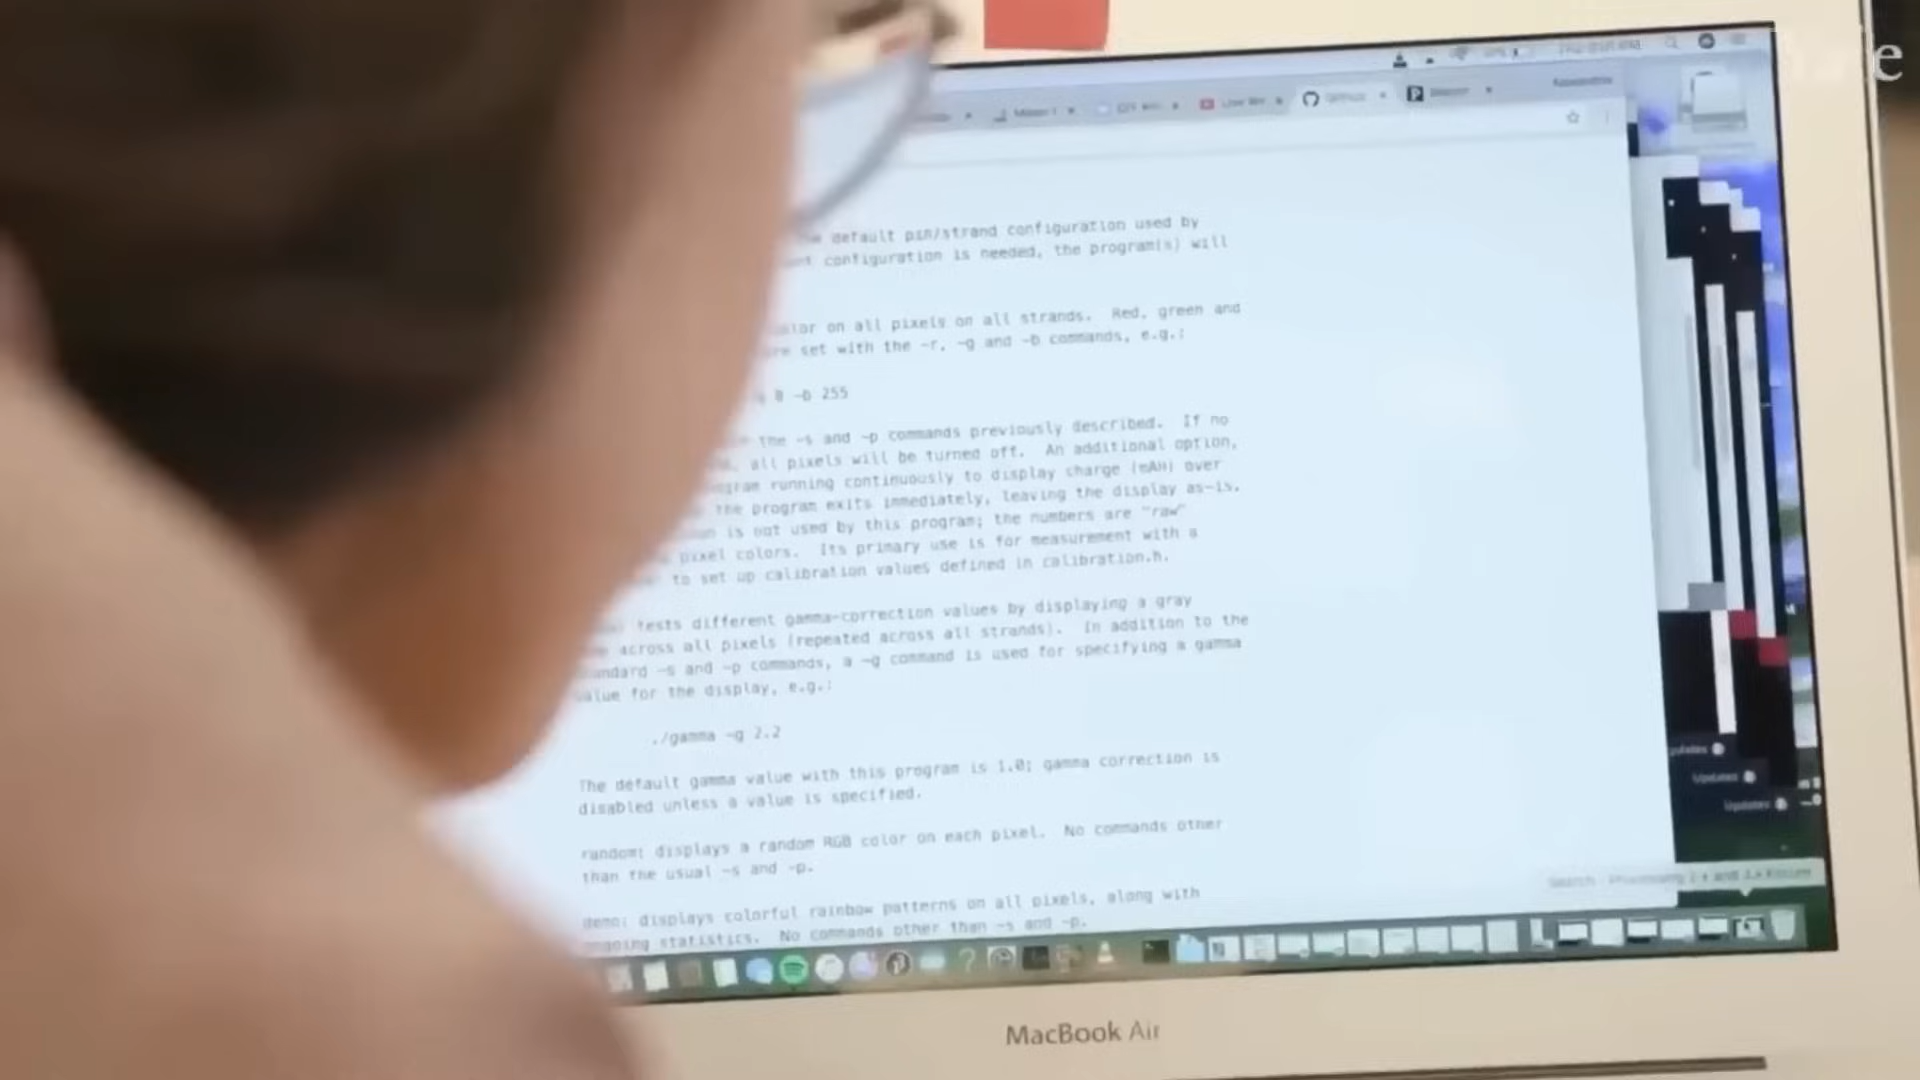 e
Live
GitHub
default pin/strand configuration used by
configuration is needed, the program(s) will
on all pixels on all strands. Red, green and
set with the -r, -g and -b commands, e.g.:
0 -b 255
the -s and -p commands previously described. If no
all pixels will be turned off. An additional option,
running continuously to display charge (mAH) over
the program exits immediately, leaving the display as-is.
is not used by this program; the numbers are "raw"
pixel colors. Its primary use is for measurement with a
to set up calibration values defined in calibration.h.
tests different gamma-correction values by displaying a gray
across all pixels (repeated across all strands). In addition to the
-s and -p commands, a -g command is used for specifying a gamma
value for the display, e.g.:
./gamma -g 2.2
The default gamma value with this program is 1.0; gamma correction is
disabled unless a value is specified.
random: displays a random RGB color on each pixel. No commands other
than the usual -s and -p.
demo: displays colorful rainbow patterns on all pixels, along with
ongoing statistics. No commands other than -s and -p.
Updates
Updates
MacBook Air